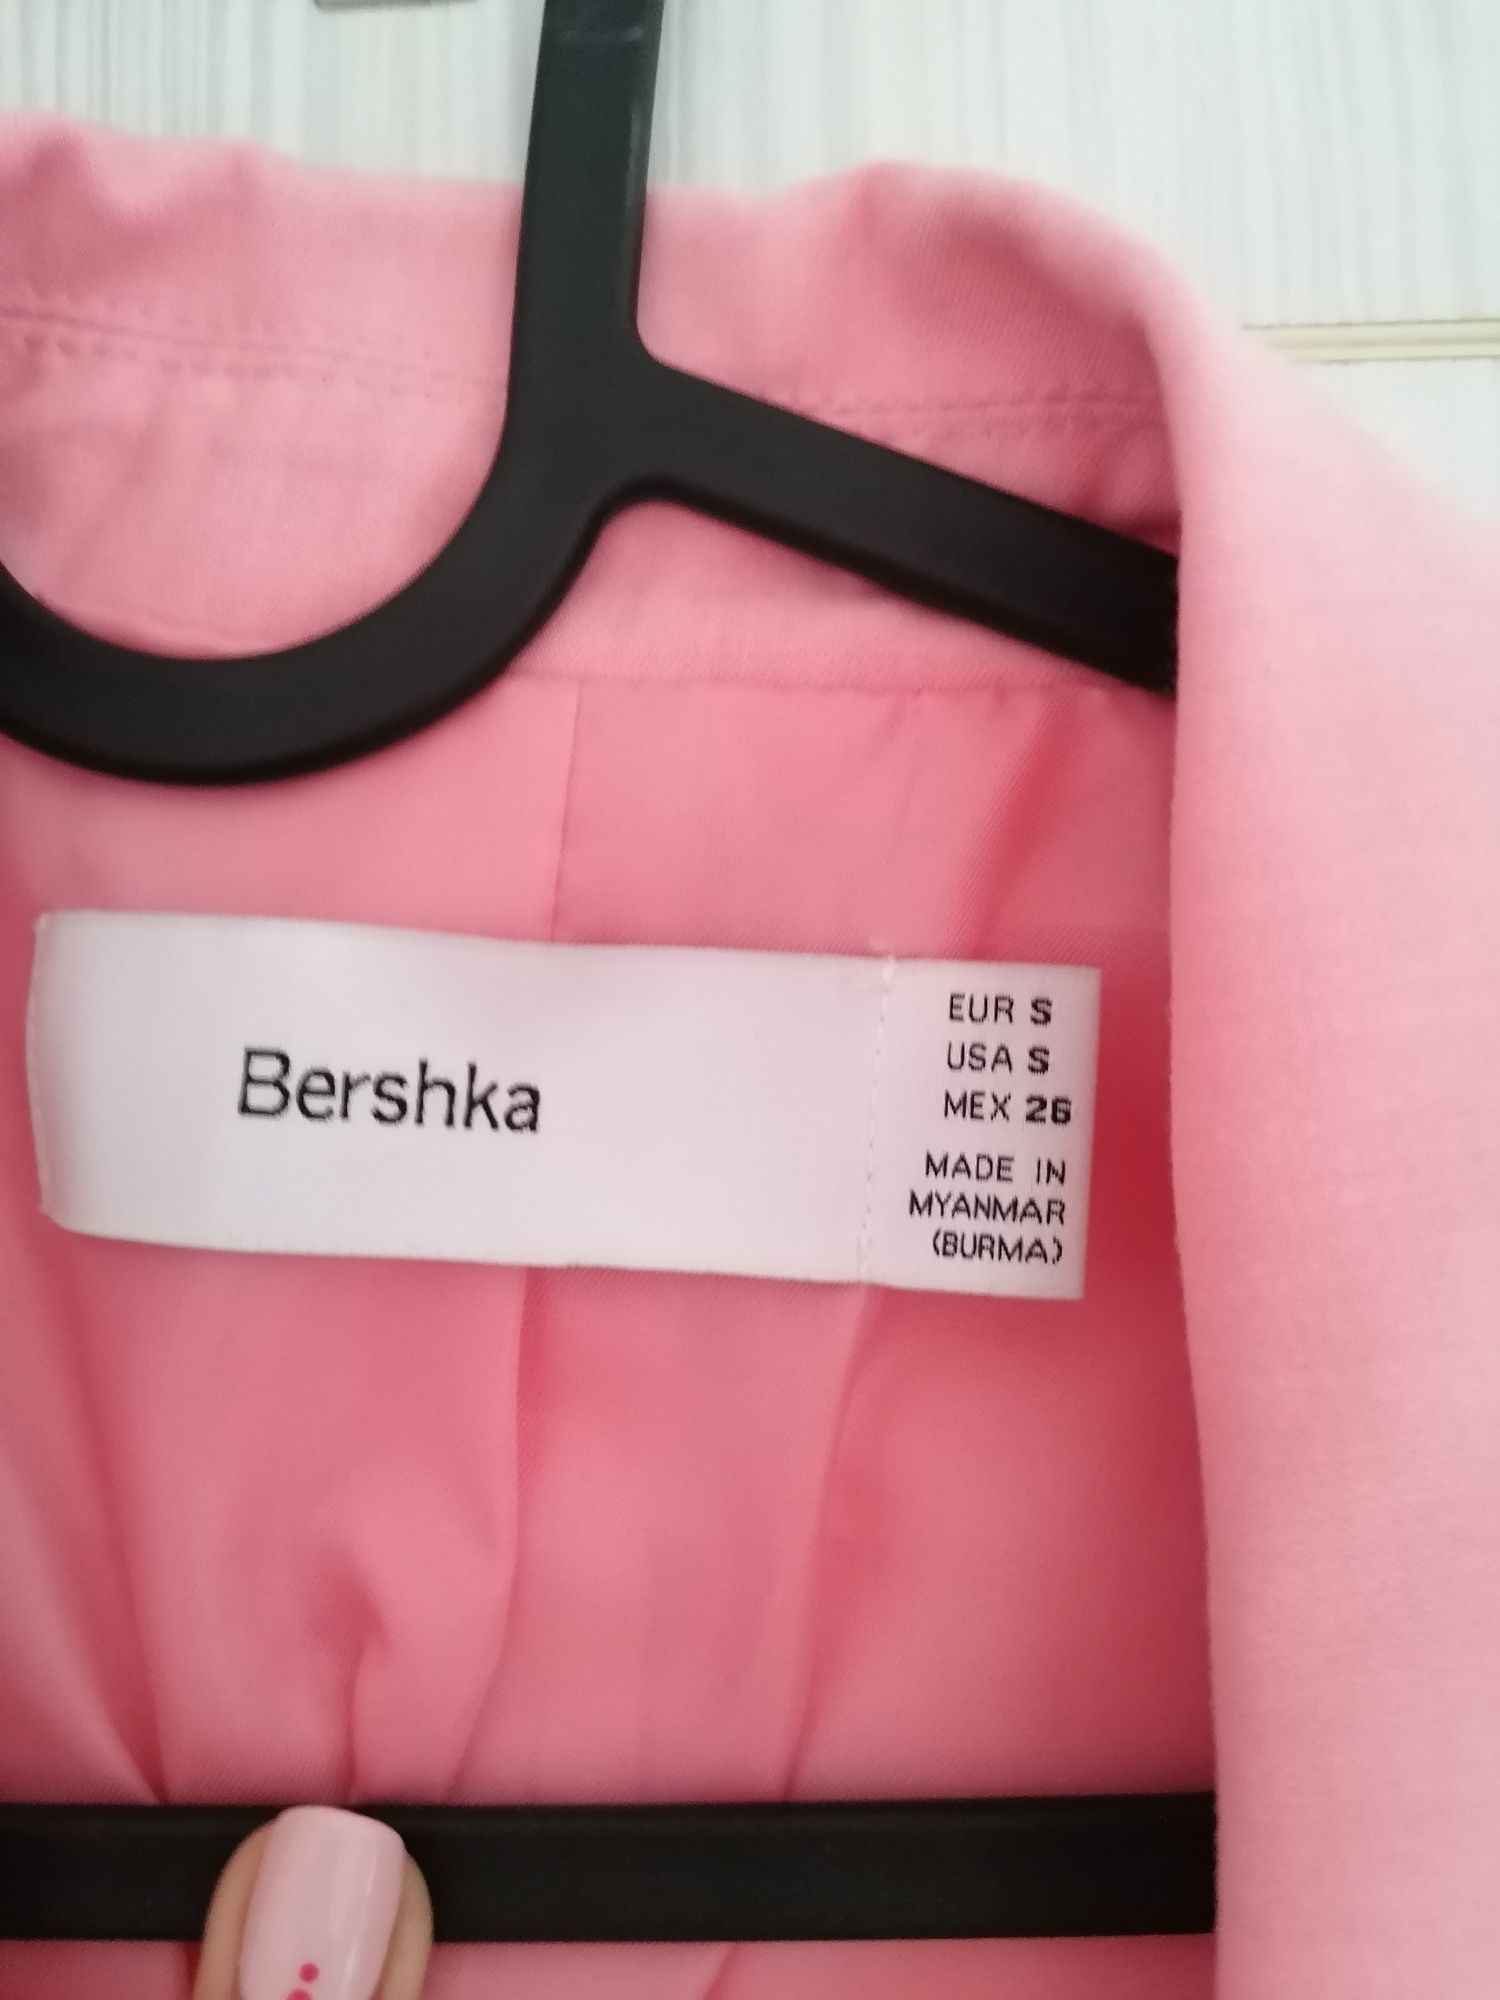 Bershka
EUR S
USA S
MEX 26
MADE IN
MYANMAR
(BURMA)